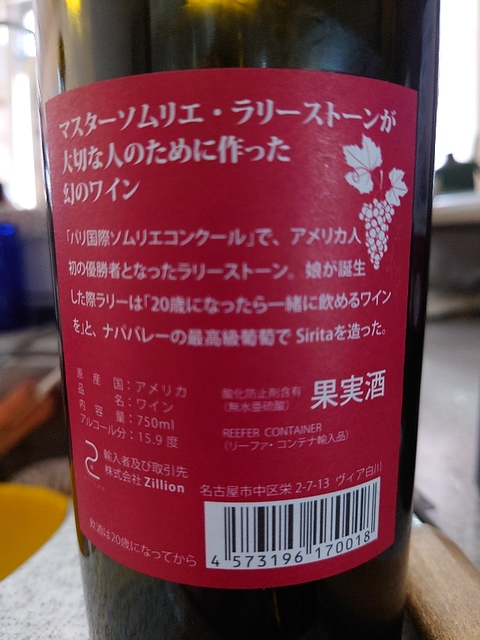 マスターソムリエ・ラリーストーンが
大切な人のために作った
幻のワイン
「パリ国際ソムリエコンクール」で、アメリカ人
初の優勝者となったラリーストーン。娘が誕生
した際ラリーは「20歳になったら一緒に飲めるワイン
を」と、ナパバレーの最高級葡萄で Siritaを造った。
原産国：アメリカ
品名：ワイン
内容量：750ml
アルコール分：15.9 度
酸化防止剤含有
(無水亜硫酸)
果実酒
REEFER CONTAINER
(リーファ・コンテナ輸入品)
輸入者及び取引先
株式会社 Zillion
名古屋市中区栄 2-7-13 ヴィア白川
飲酒は20歳になってから
4 573196 170018